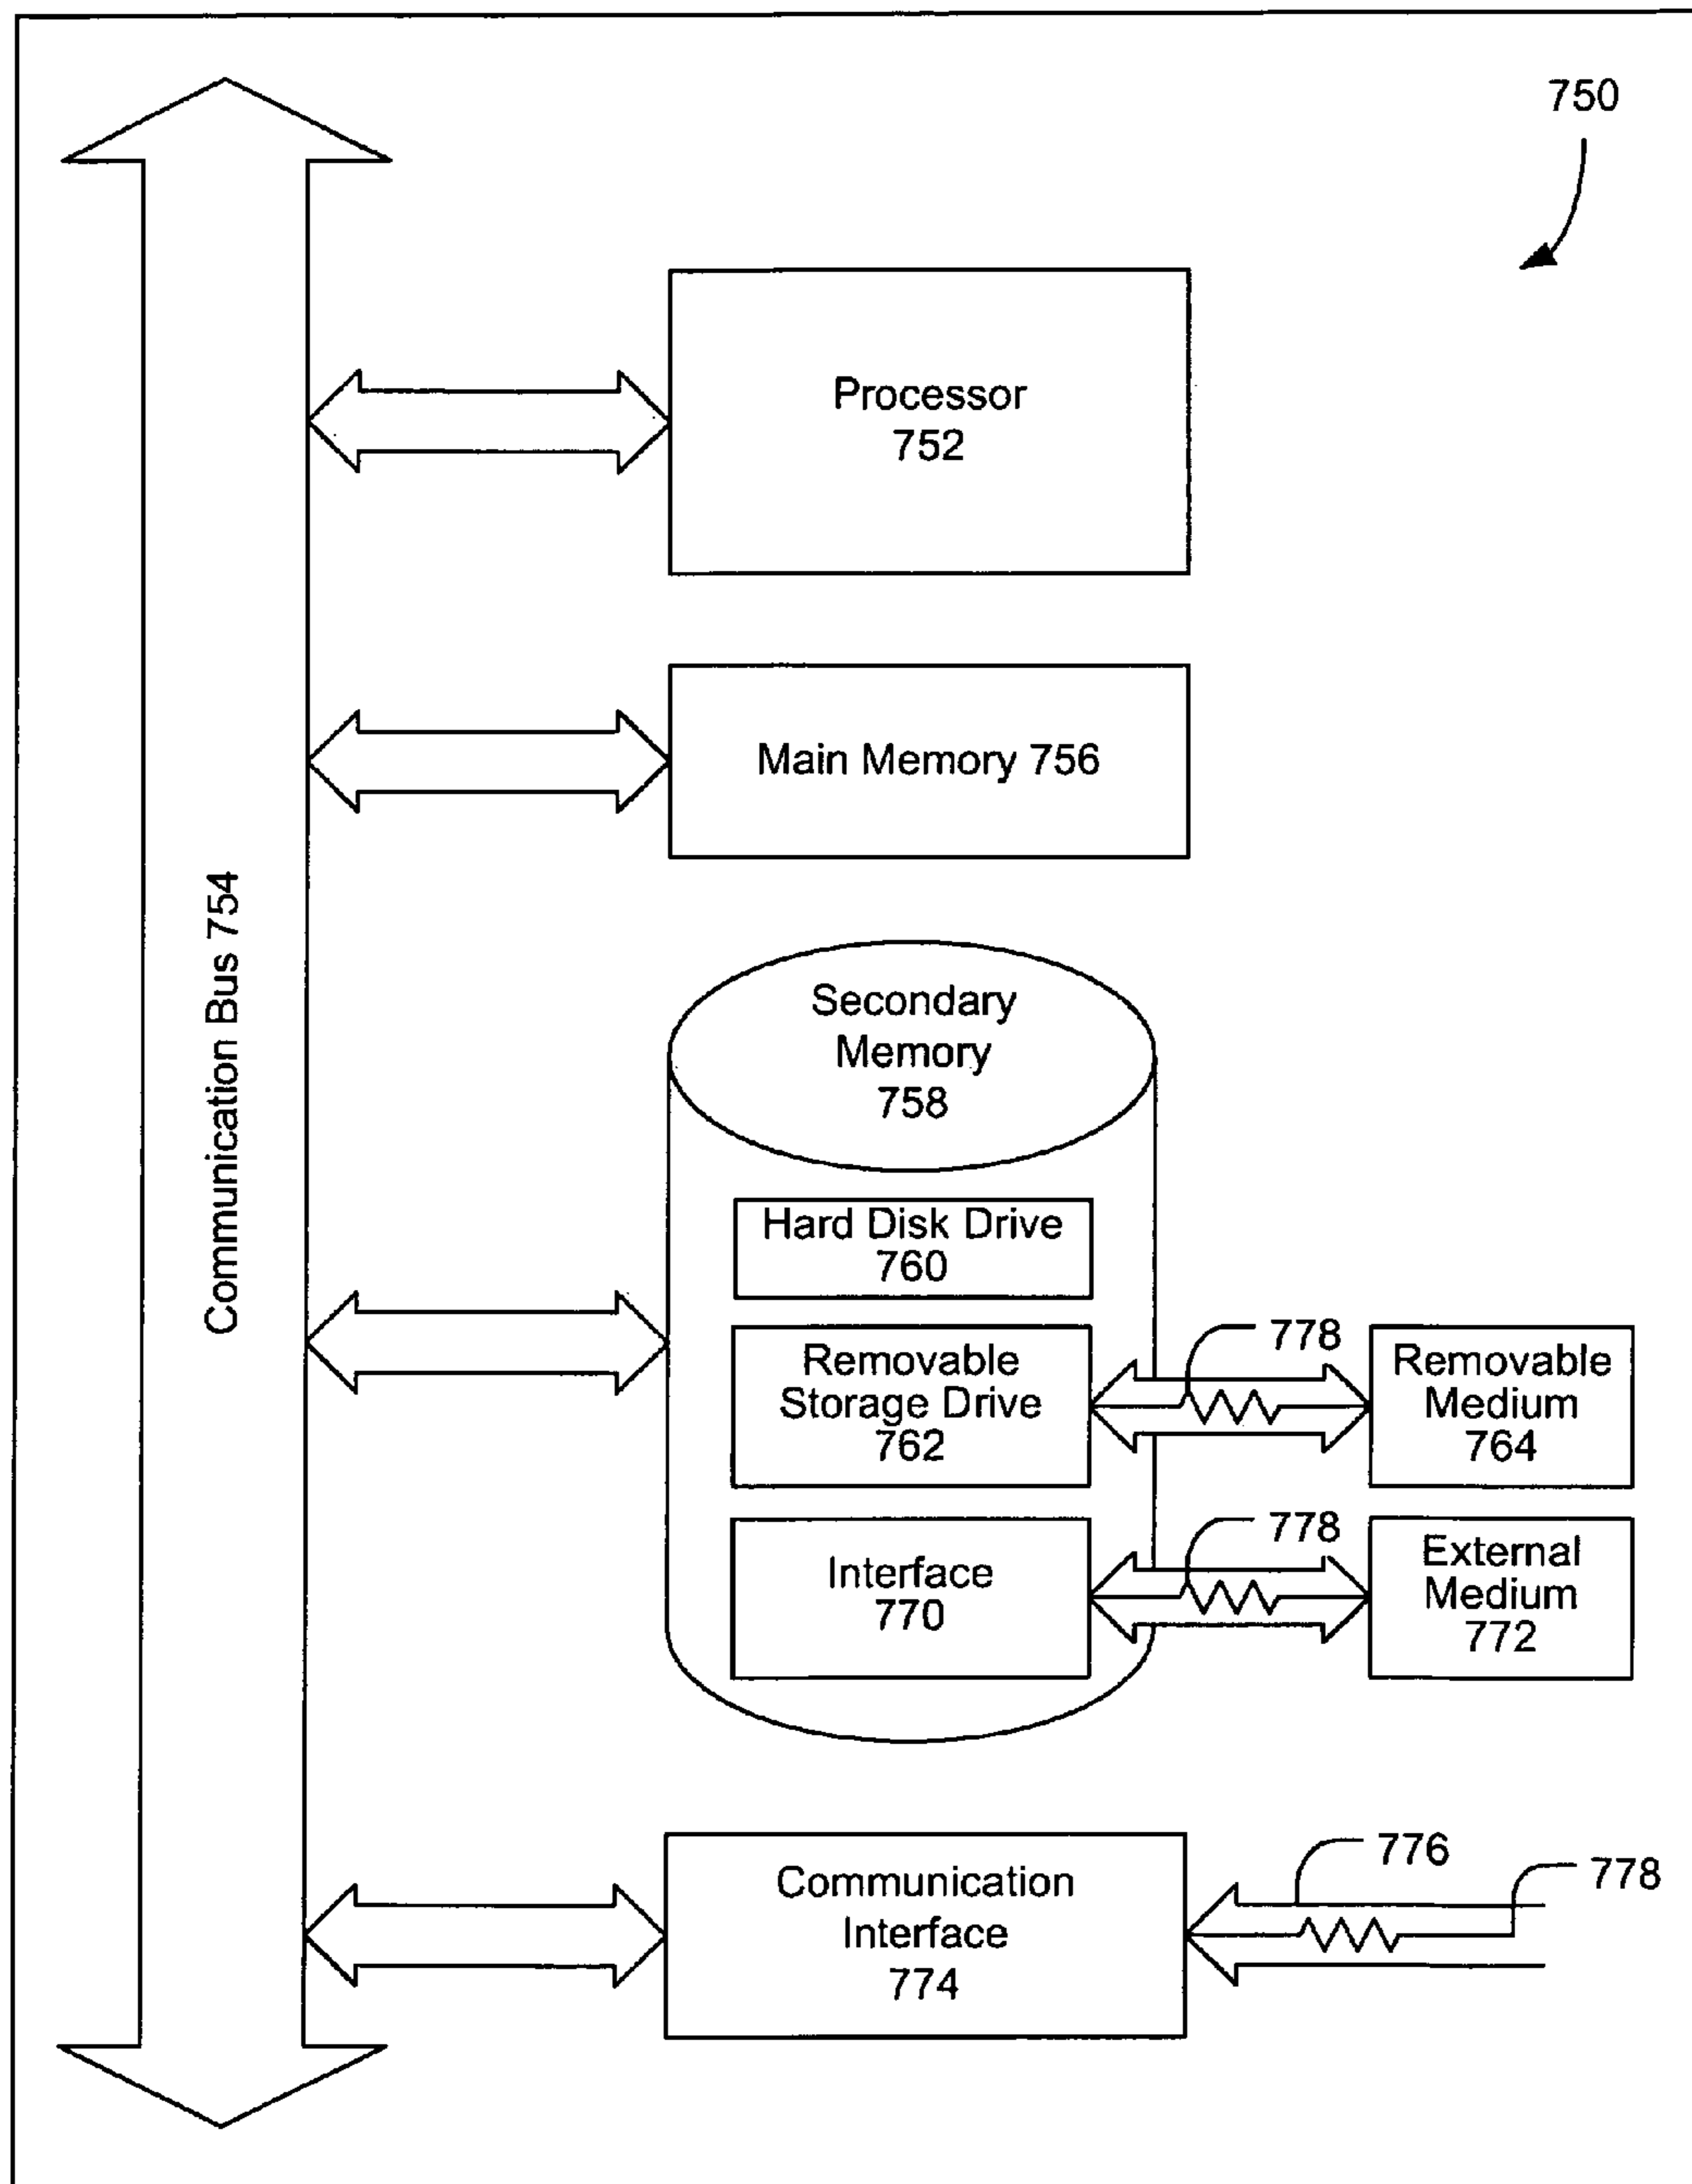 750
Processor
752
Main Memory 756
Communication Bus 754
Secondary
Memory
758
Hard Disk Drive
760
Removable
Storage Drive
762
778
Removable
Medium
764
Interface
770
778
External
Medium
772
Communication
Interface
774
776
778